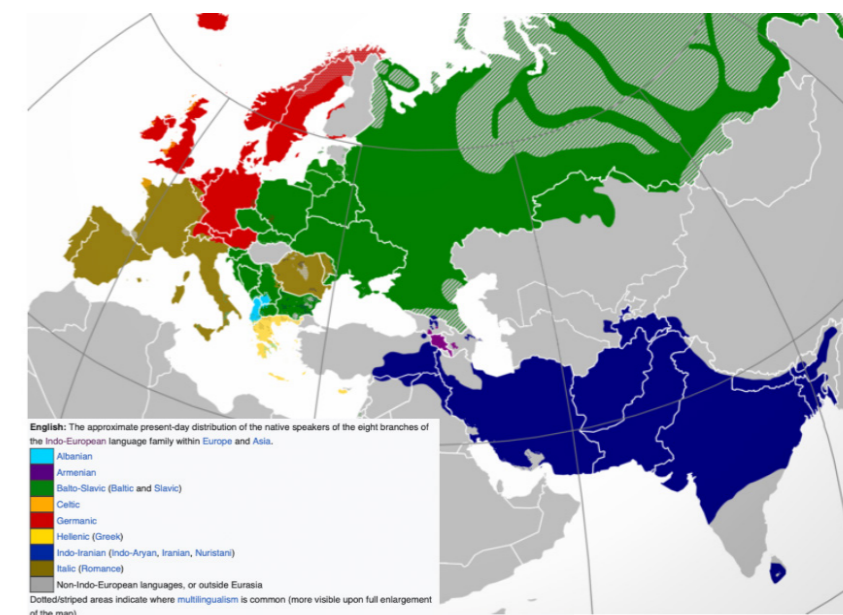 English: The approximate present-day distribution of the native speakers of the eight branches of
the Indo-European language family within Europe and Asia.
Albanian
Armenian
Balto-Slavic (Baltic and Slavic)
Celtic
Germanic
Hellenic (Greek)
Indo-Iranian (Indo-Aryan, Iranian, Nuristani)
Italic (Romance)
Non-Indo-European languages, or outside Eurasia
Dotted/striped areas indicate where multilingualism is common (more visible upon full enlargement
of the map).